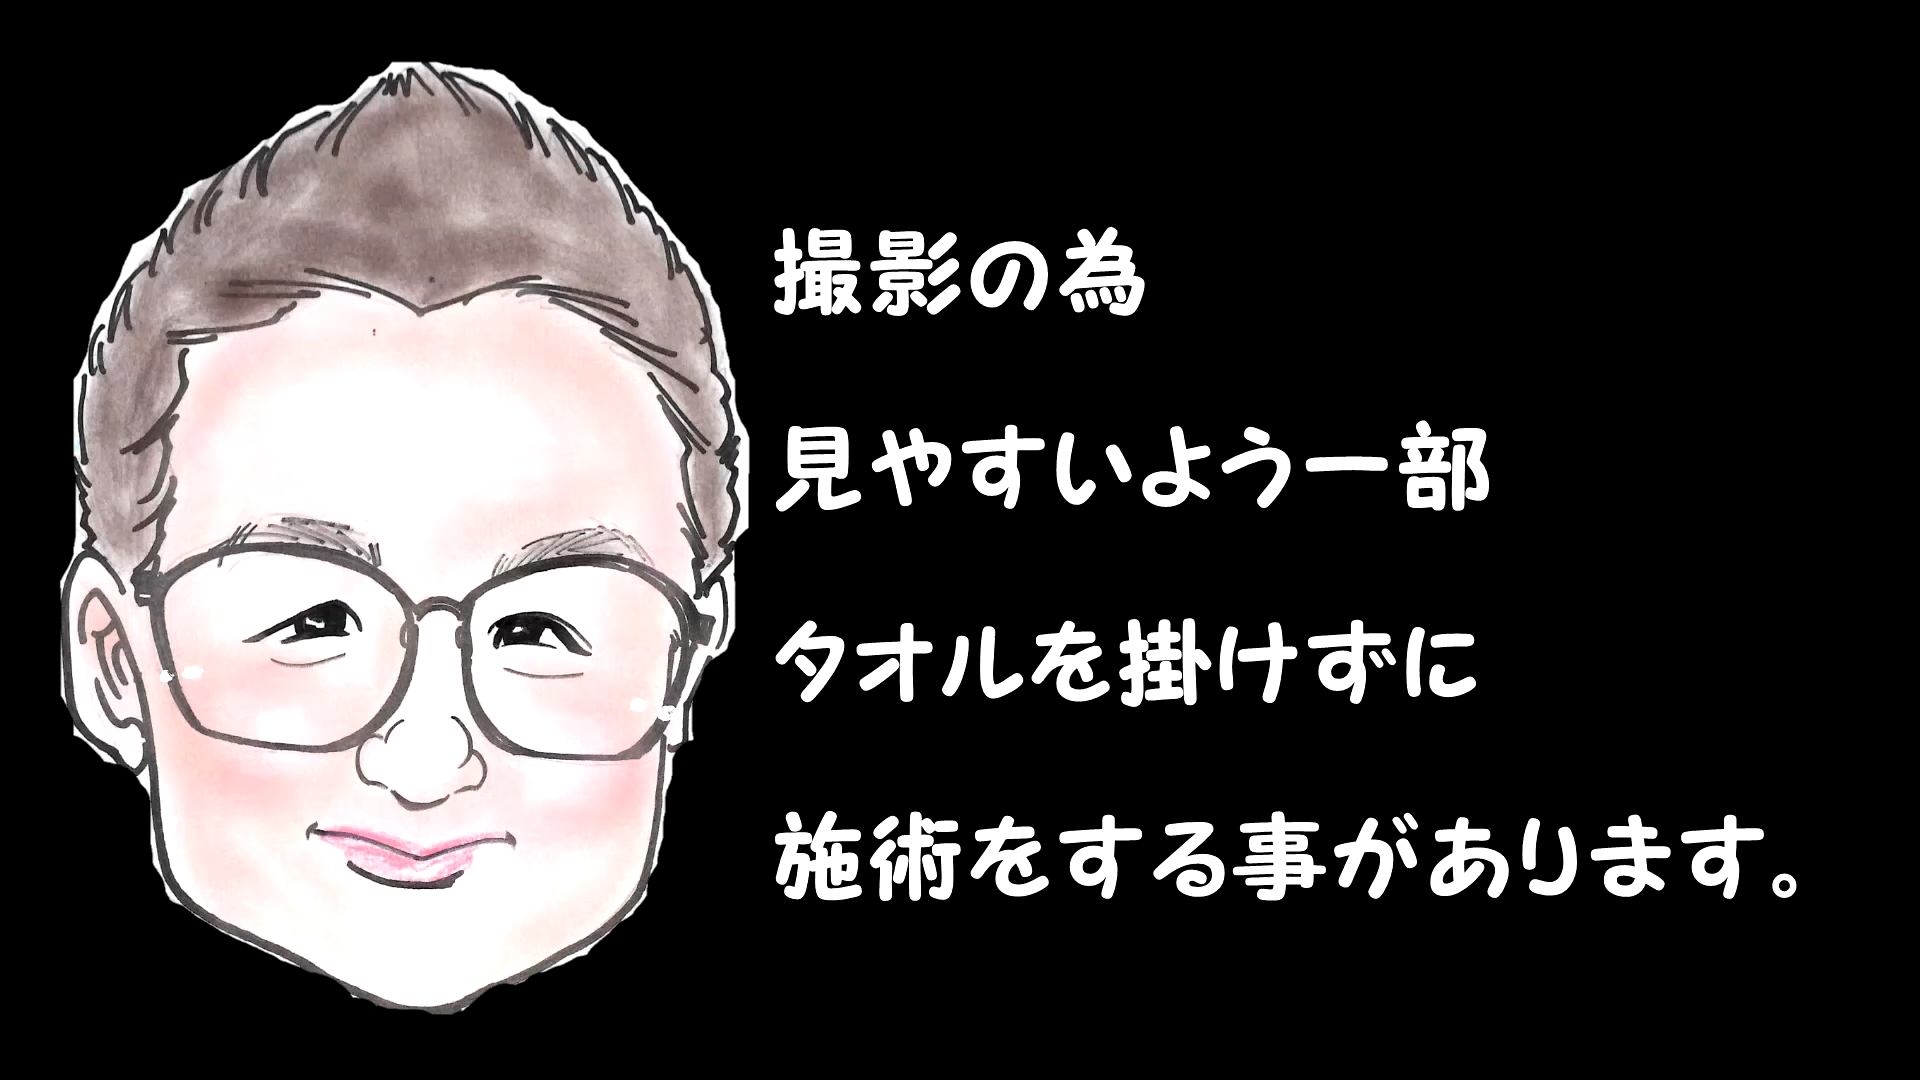 撮影の為
見やすいよう一部
タオルを掛けずに
施術をする事があります。